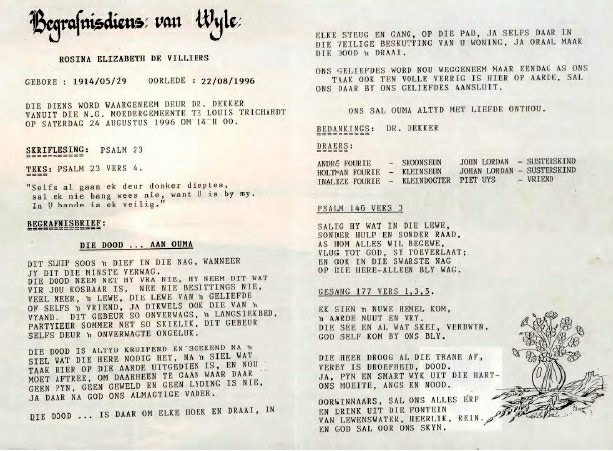 Begrafnisdiens: van Wyle:
ROSINA ELIZABETH DE VILLIERS
GEBORE : 1914/05/29 OORLEDE : 22/08/1996
DIE DIENS WORD WAARGENEEM DEUR DR. DEKKER
VANUIT DIE N.G. MOEDERGEMEENTE TE LOUIS TRICHARDT
OP SATERDAG 24 AUGUSTUS 1996 OM 14 H 00.
SKRIFLESING: PSALM 23
TEKS: PSALM 23 VERS 4.
"Selfs al gaan ek deur donker dieptes,
sal ek nie bang wees nie, want U is by my.
In U hande is ek veilig."
BEGRAFNISBRIEF:
DIE DOOD ... AAN OUMA
DIT SLUIP SOOS 'n DIEF IN DIE NAG, WANNEER
JY DIT DIE MINSTE VERWAG.
DIE DOOD NEEM NET HY VRA NIE, HY NEEM DIT WAT
VIR JOU KOSBAAR IS, NEE NIE BESITTINGS NIE,
VEEL MEER, 'n LEWE, DIE LEWE VAN 'n GELIEFDE
OF SELFS 'n VRIEND, JA DIKWELS OOK DIE VAN 'n
VYAND. DIT GEBEUR SO ONVERWAGS, 'n LANGSIEKBED,
PARTYKEER SOMMER NET SO SKIELIK, DIT GEBEUR
SELFS DEUR 'n ONVERWAGTE ONGELUK.
DIE DOOD IS ALTYD KRUIPEND EN SOEKEND NA 'n
SIEL WAT DIE HERE NODIG HET, NA 'n SIEL WAT
TAAK HIER OP DIE AARDE UITGEDIEN IS, EN NOU
MOET AFTREE, OM DAARHEEN TE GAAN WAAR DAAR
GEEN PYN, GEEN GEWELD EN GEEN LIDING IS NIE,
JA DAAR NA GOD ONS ALMAGTIGE VADER.
DIE DOOD ... IS DAAR OM ELKE HOEK EN DRAAI, IN
ELKE STEUG EN GANG, OP DIE PAD, JA SELFS DAAR IN
DIE VEILIGE BESKUTTING VAN U WONING, JA ORAAL MAAK
DIE DOOD 'n DRAAI.
ONS GELIEFDES WORD NOU WEGGENEEM MAAR EENDAG AS ONS
TAAK OOK TEN VOLLE VERRIG IS HIER OP AARDE, SAL
ONS DAAR BY ONS GELIEFDES AANSLUIT.
ONS SAL OUMA ALTYD MET LIEFDE ONTHOU.
BEDANKINGS: DR. DEKKER
DRAERS:
ANDRÉ FOURIE - SKOONSEUN JOHN LORDAN - SUSTERSKIND
HOLTMAN FOURIE - KLEINSEUN JOHAN LORDAN - SUSTERSKIND
INALIZE FOURIE - KLEINDOGTER PIET UYS - VRIEND
PSALM 146 VERS 3
SALIG HY WAT IN DIE LEWE,
SONDER HULP EN SONDER RAAD,
AS HOM ALLES WIL BEGEWE,
VLUG TOT GOD, SY TOEVERLAAT;
EN OOK IN DIE SWARSTE NAG
OP DIE HERE-ALLEEN BLY WAG.
GESANG 177 VERS 1,3,5.
EK SIEN 'n NUWE HEMEL KOM,
'n AARDE NUUT EN VRY.
DIE SEE EN AL WAT SKEI, VERDWYN.
GOD SELF KOM BY ONS BLY.
DIE HEER DROOG AL DIE TRANE AF,
VERBY IS DROEFHEID, DOOD.
JA, PYN EN SMART WYK UIT DIE HART-
ONS MOEITE, ANGS EN NOOD.
OORWINNAARS, SAL ONS ALLES ERF
EN DRINK UIT DIE FONTEIN
VAN LEWENSWATER, HEERLIK, REIN.
EN GOD SAL OOR ONS SKYN.